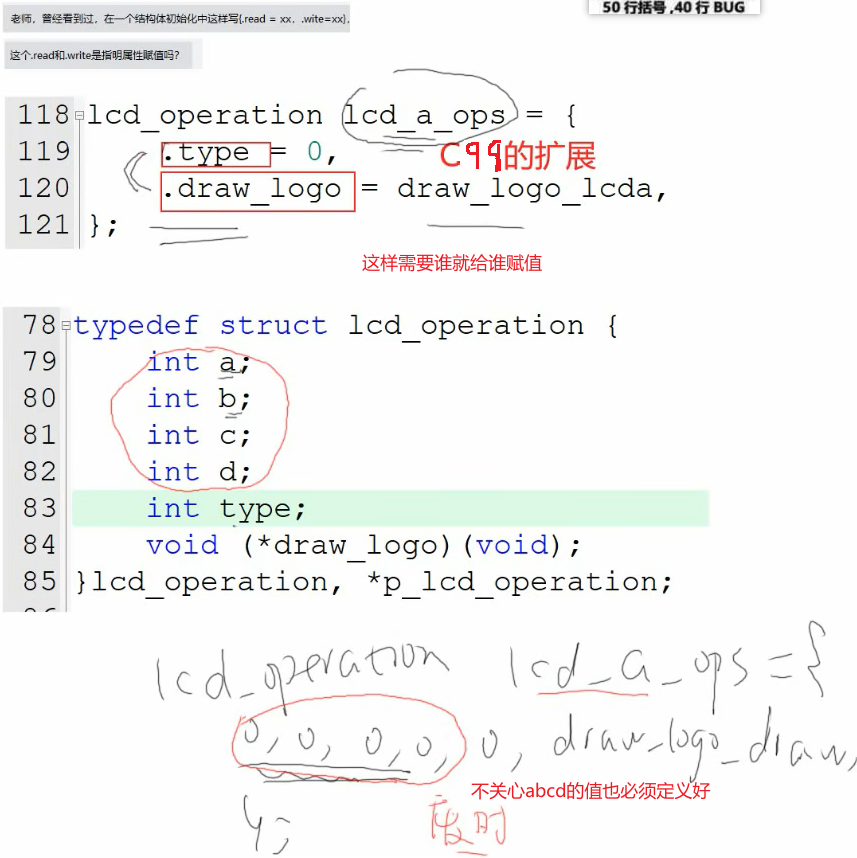 50 行括号 ,40 行 BUG
老师，曾经看到过，在一个结构体初始化中这样写{.read = xx，.wite=xx}，
这个.read和.write是指明属性赋值吗？
118 lcd_operation lcd_a_ops = {
119 .type = 0,
C99的扩展
120 .draw_logo = draw_logo_lcda,
121 };
这样需要谁就给谁赋值
78 typedef struct lcd_operation {
79 int a;
80 int b;
81 int c;
82 int d;
83 int type;
84 void (*draw_logo)(void);
85 }lcd_operation, *p_lcd_operation;
lcd_operation lcd_a_ops = {
0, 0, 0, 0, 0, draw_logo_draw,
不关心abcd的值也必须定义好
};